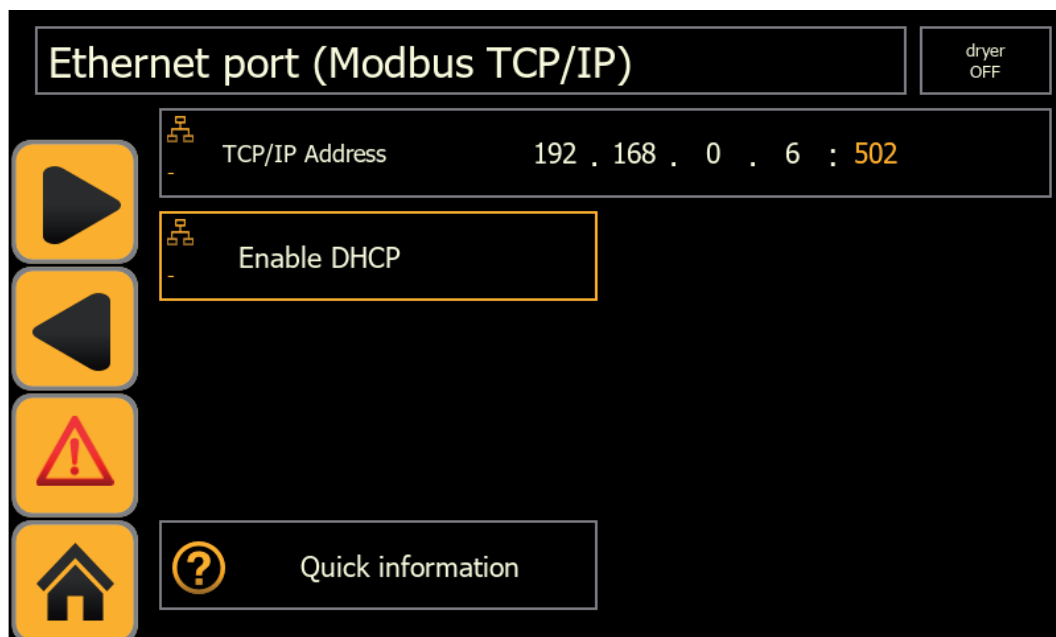 Ethernet port (Modbus TCP/IP)
dryer
OFF
TCP/IP Address 192 . 168 . 0 . 6 : 502
-
Enable DHCP
-
? Quick information